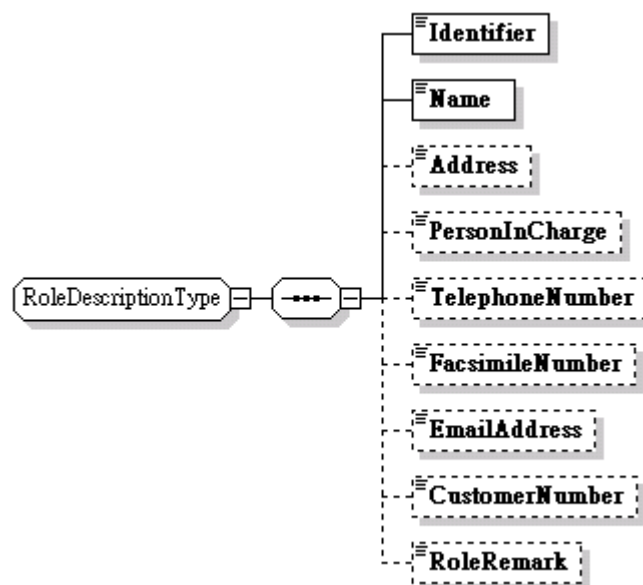 Identifier
Name
Address
PersonInCharge
RoleDescriptionType
TelephoneNumber
FacsimileNumber
EmailAddress
CustomerNumber
RoleRemark